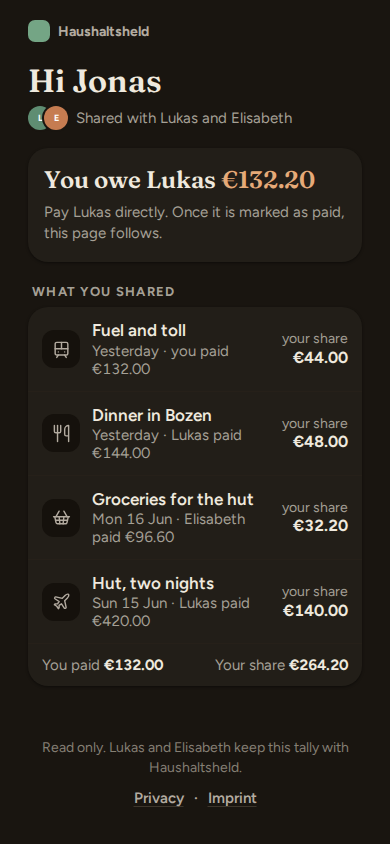 Haushaltsheld
Hi Jonas
L E Shared with Lukas and Elisabeth
You owe Lukas €132.20
Pay Lukas directly. Once it is marked as paid,
this page follows.
WHAT YOU SHARED
Fuel and toll
Yesterday · you paid
€132.00
your share
€44.00
Dinner in Bozen
Yesterday · Lukas paid
€144.00
your share
€48.00
Groceries for the hut
Mon 16 Jun · Elisabeth
paid €96.60
your share
€32.20
Hut, two nights
Sun 15 Jun · Lukas paid
€420.00
your share
€140.00
You paid €132.00
Your share €264.20
Read only. Lukas and Elisabeth keep this tally with
Haushaltsheld.
Privacy · Imprint